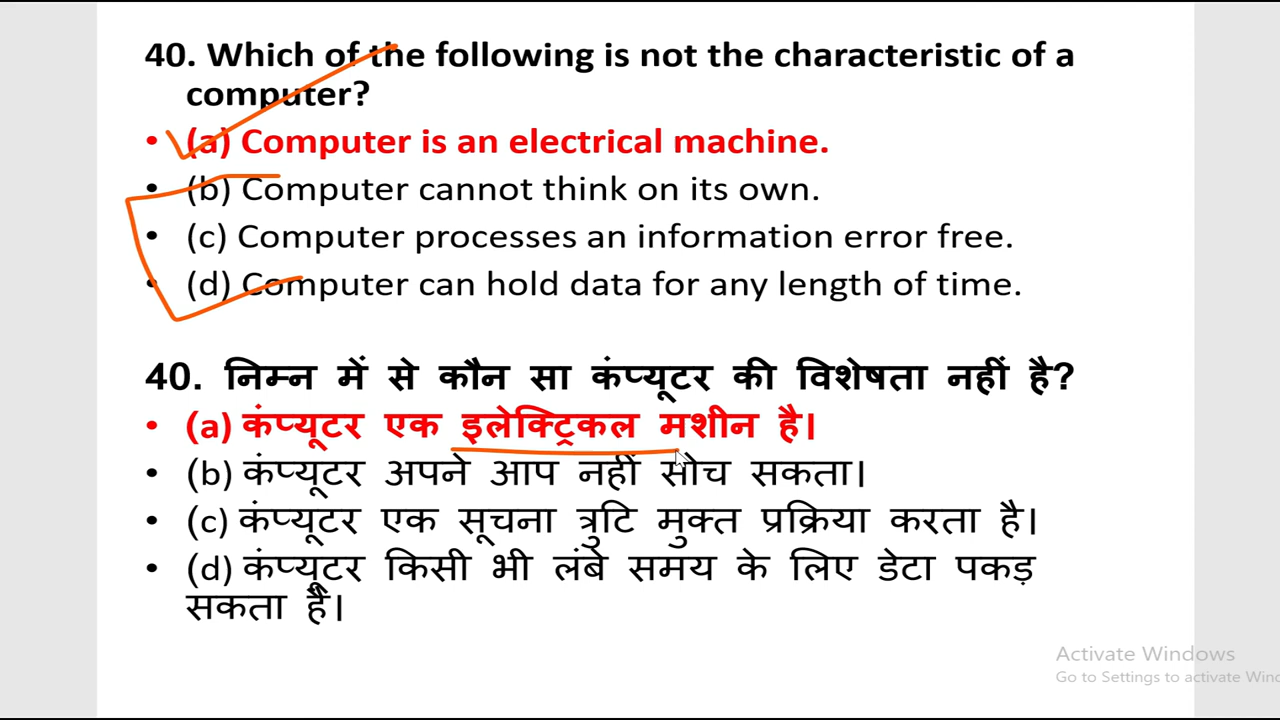 40. Which of the following is not the characteristic of a
computer?
• (a) Computer is an electrical machine.
• (b) Computer cannot think on its own.
• (c) Computer processes an information error free.
• (d) Computer can hold data for any length of time.
40. निम्न में से कौन सा कंप्यूटर की विशेषता नहीं है?
• (a) कंप्यूटर एक इलेक्ट्रिकल मशीन है।
• (b) कंप्यूटर अपने आप नहीं सोच सकता।
• (c) कंप्यूटर एक सूचना त्रुटि मुक्त प्रक्रिया करता है।
• (d) कंप्यूटर किसी भी लंबे समय के लिए डेटा पकड़
सकता है।
Activate Windows
Go to Settings to activate Wind